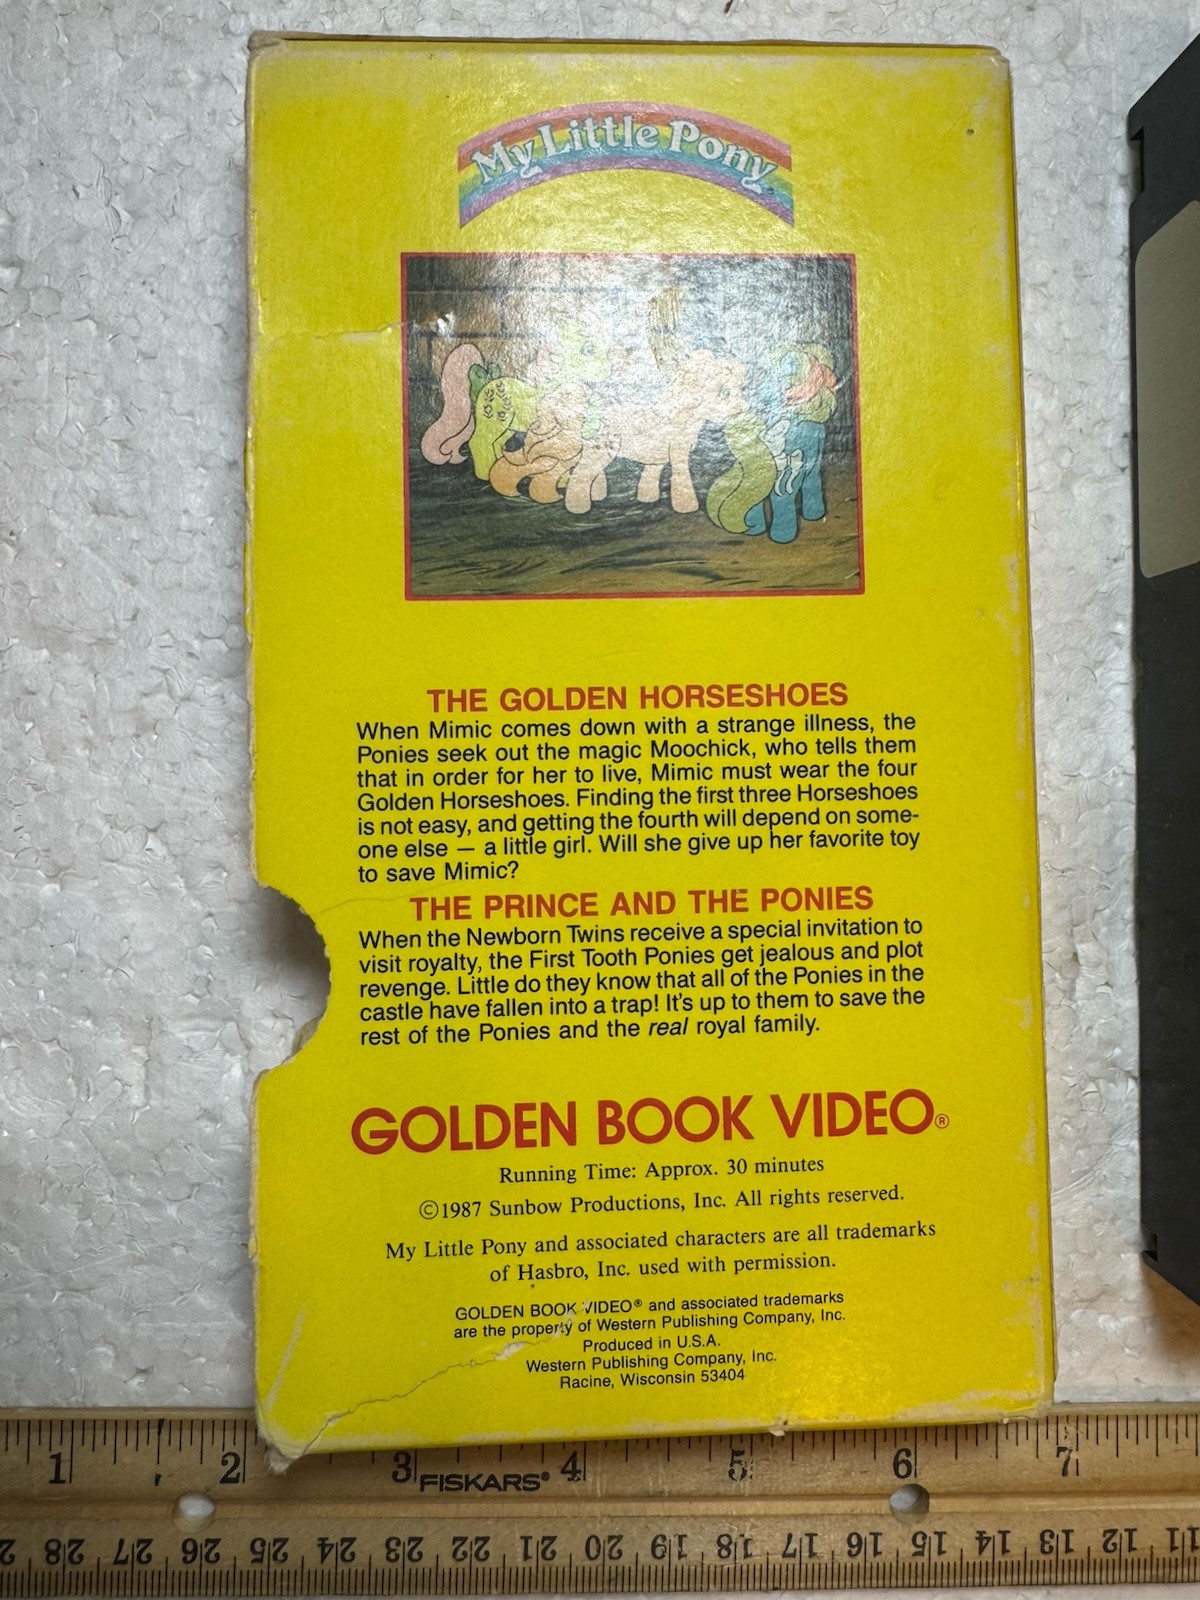 My Little Pony
THE GOLDEN HORSESHOES
When Mimic comes down with a strange illness, the
Ponies seek out the magic Moochick, who tells them
that in order for her to live, Mimic must wear the four
Golden Horseshoes. Finding the first three Horseshoes
is not easy, and getting the fourth will depend on some-
one else — a little girl. Will she give up her favorite toy
to save Mimic?
THE PRINCE AND THE PONIES
When the Newborn Twins receive a special invitation to
visit royalty, the First Tooth Ponies get jealous and plot
revenge. Little do they know that all of the Ponies in the
castle have fallen into a trap! It's up to them to save the
rest of the Ponies and the real royal family.
GOLDEN BOOK VIDEO®
Running Time: Approx. 30 minutes
©1987 Sunbow Productions, Inc. All rights reserved.
My Little Pony and associated characters are all trademarks
of Hasbro, Inc. used with permission.
GOLDEN BOOK VIDEO® and associated trademarks
are the property of Western Publishing Company, Inc.
Produced in U.S.A.
Western Publishing Company, Inc.
Racine, Wisconsin 53404
1 2 3 4 5 6 7
FISKARS®
28 27 26 25 24 23 22 21 20 19 18 17 16 15 14 13 12 11